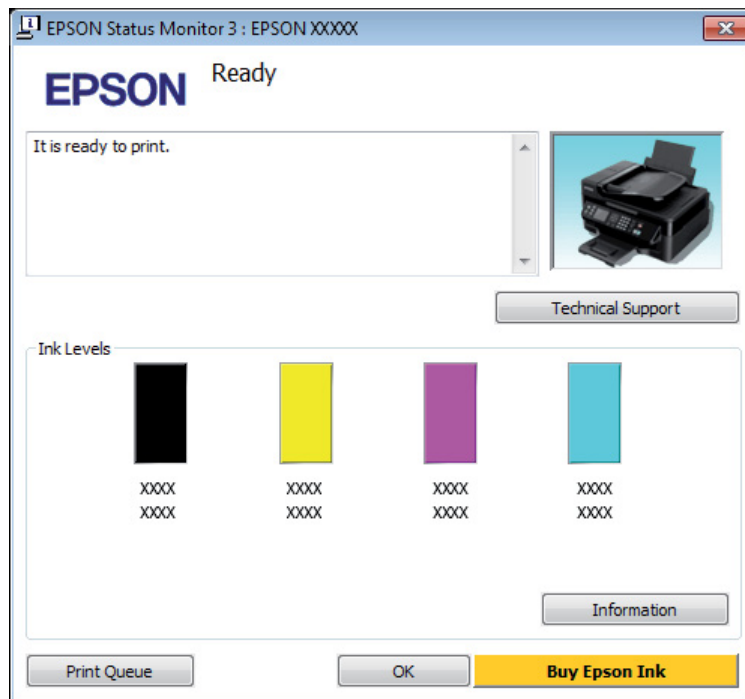 EPSON Status Monitor 3 : EPSON XXXXX
EPSON
Ready
It is ready to print.
Technical Support
Ink Levels
XXXX XXXX XXXX XXXX
XXXX XXXX XXXX XXXX
Information
Print Queue OK Buy Epson Ink